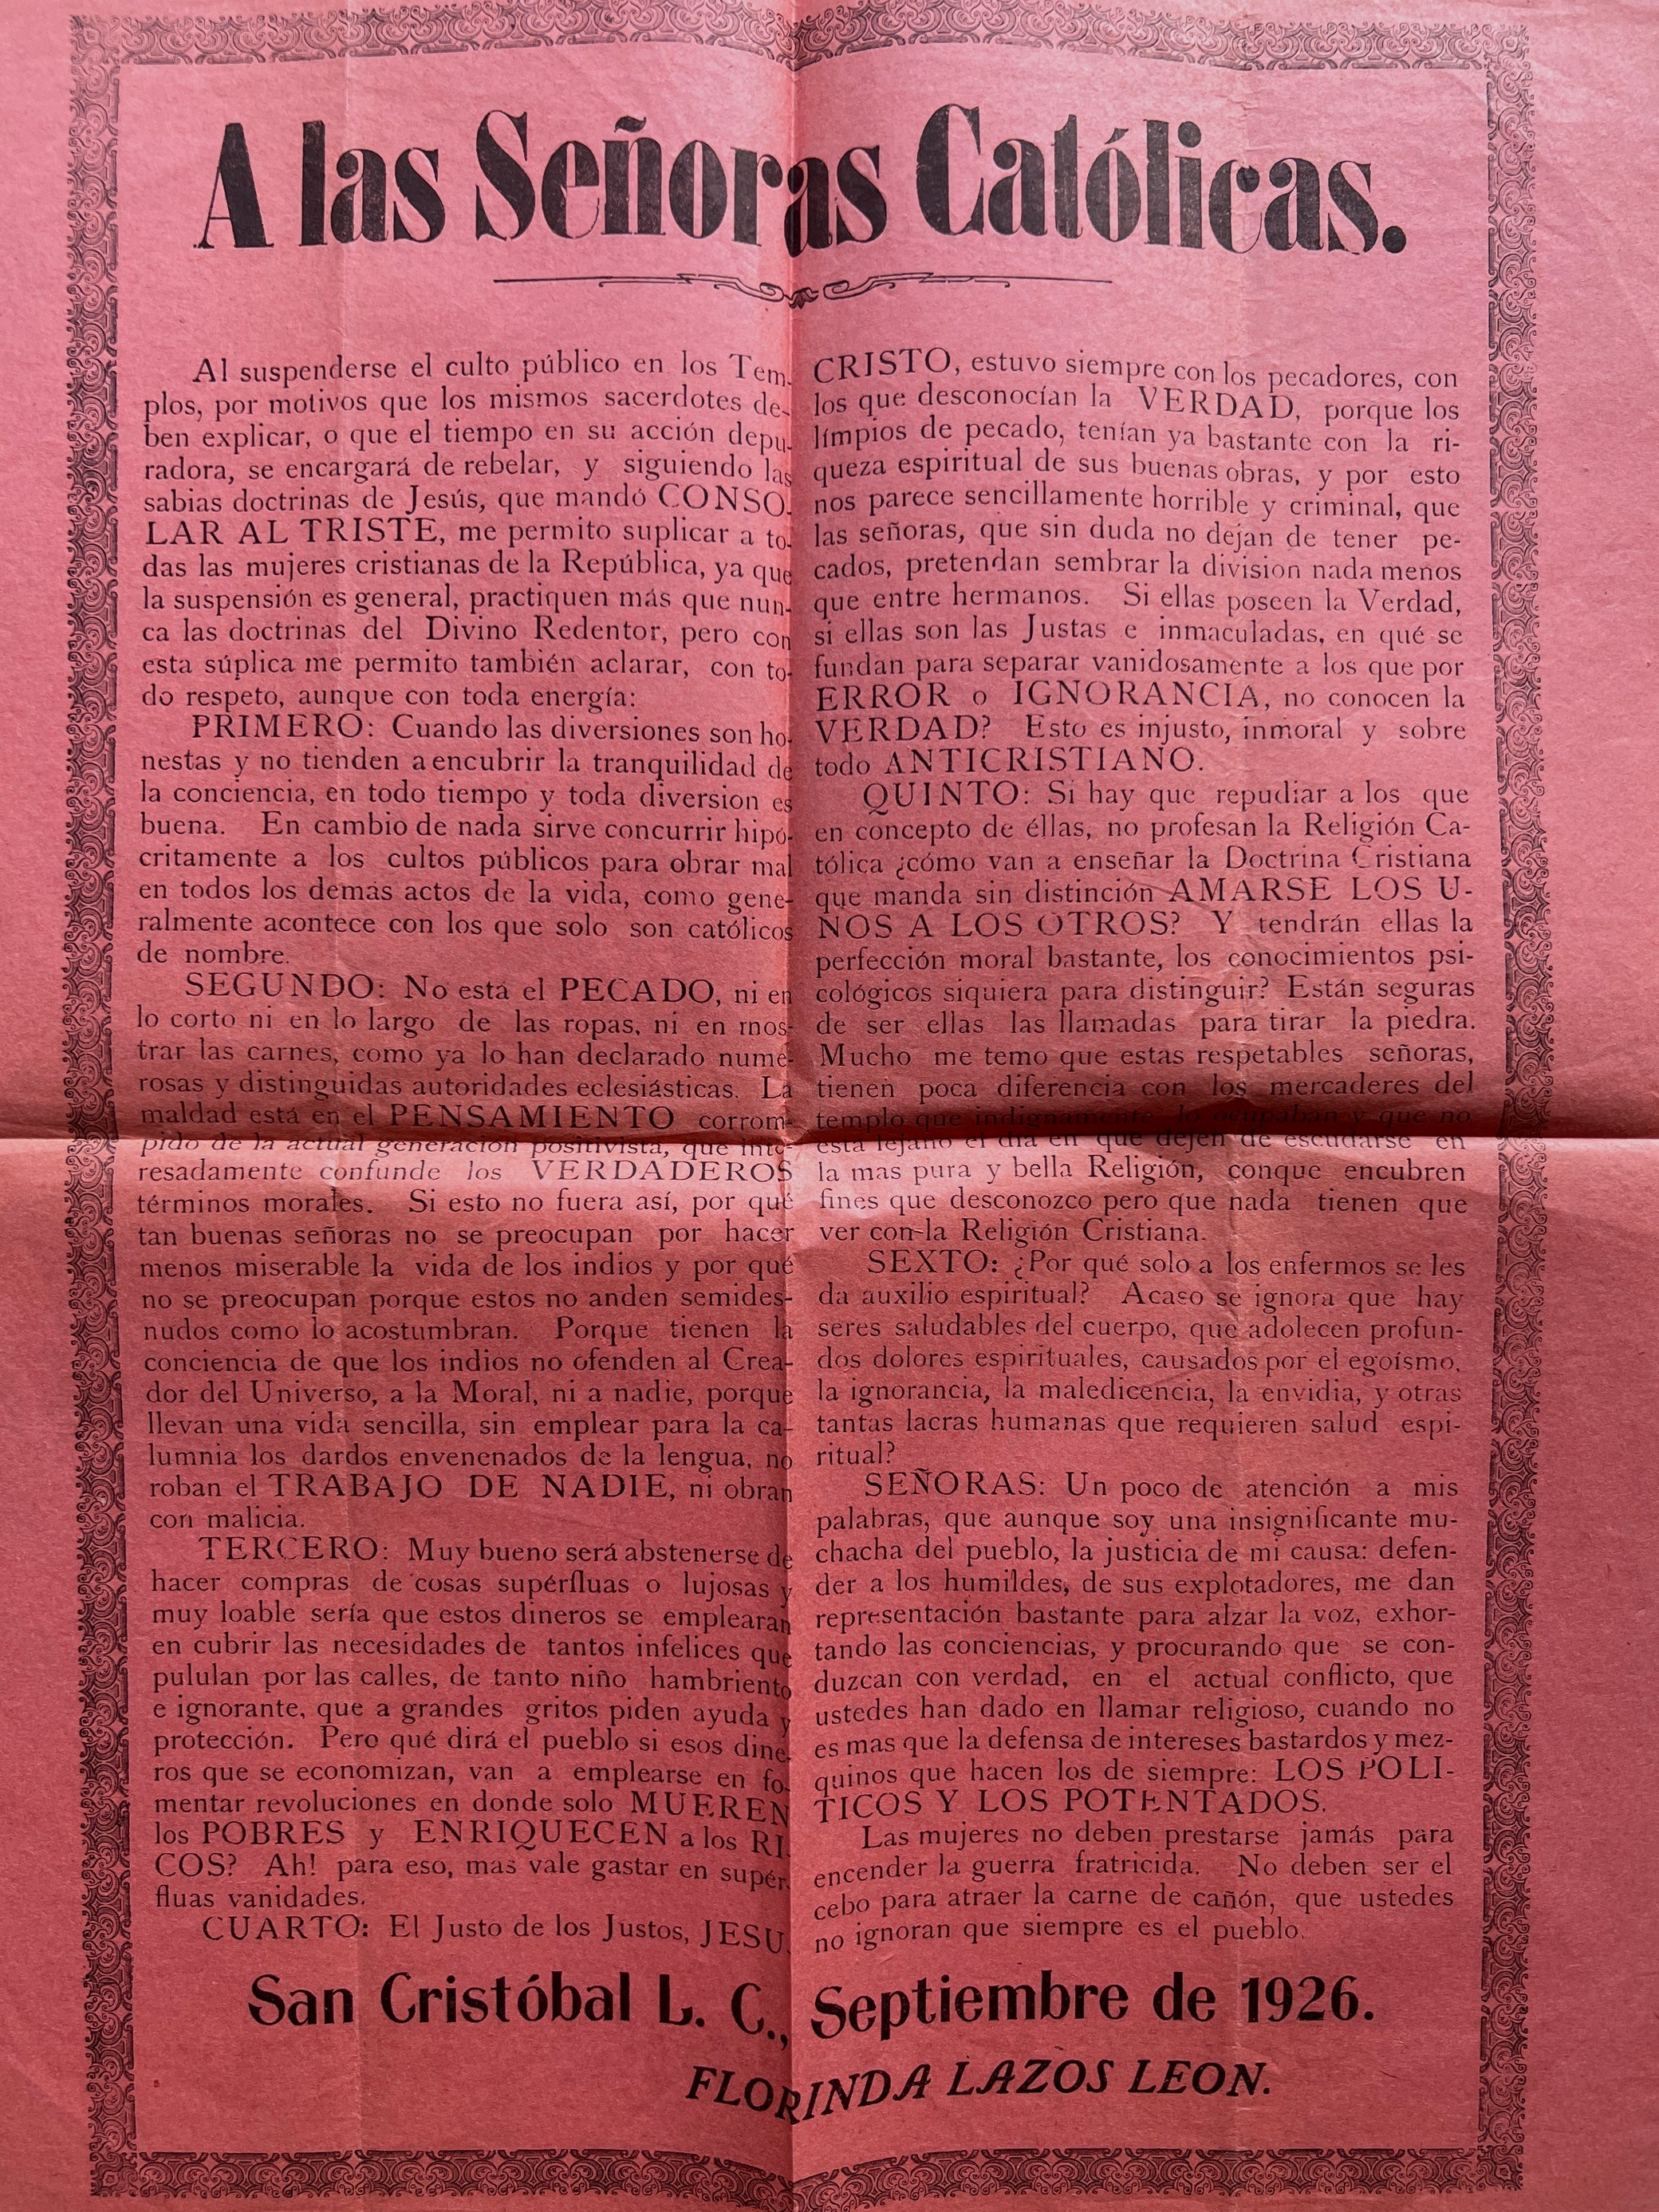 A las Señoras Católicas.
Al suspenderse el culto público en los Tem-
plos, por motivos que los mismos sacerdotes de-
ben explicar, o que el tiempo en su acción depu-
radora, se encargará de rebelar, y siguiendo las
sabias doctrinas de Jesús, que mandó CONSO-
LAR AL TRISTE, me permito suplicar a to-
das las mujeres cristianas de la República, ya que
la suspensión es general, practiquen más que nun-
ca las doctrinas del Divino Redentor, pero con
esta súplica me permito también aclarar, con to-
do respeto, aunque con toda energía:
PRIMERO: Cuando las diversiones son ho-
nestas y no tienden a encubrir la tranquilidad de
la conciencia, en todo tiempo y toda diversion es
buena. En cambio de nada sirve concurrir hipó-
critamente a los cultos públicos para obrar mal
en todos los demás actos de la vida, como gene-
ralmente acontece con los que solo son católicos
de nombre.
SEGUNDO: No está el PECADO, ni en
lo corto ni en lo largo de las ropas, ni en mos-
trar las carnes, como ya lo han declarado nume-
rosas y distinguidas autoridades eclesiásticas. La
maldad está en el PENSAMIENTO corrom-
pido de la actual generación positivista, que inte-
resadamente confunde los VERDADEROS
términos morales. Si esto no fuera así, por qué
tan buenas señoras no se preocupan por hacer
menos miserable la vida de los indios y por qué
no se preocupan porque estos no anden semides-
nudos como lo acostumbran. Porque tienen la
conciencia de que los indios no ofenden al Crea-
dor del Universo, a la Moral, ni a nadie, porque
llevan una vida sencilla, sin emplear para la ca-
lumnia los dardos envenenados de la lengua, no
roban el TRABAJO DE NADIE, ni obran
con malicia.
TERCERO: Muy bueno será abstenerse de
hacer compras de cosas supérfluas o lujosas y
muy loable sería que estos dineros se emplearan
en cubrir las necesidades de tantos infelices que
pululan por las calles, de tanto niño hambriento
e ignorante, que a grandes gritos piden ayuda y
protección. Pero qué dirá el pueblo si esos dine-
ros que se economizan, van a emplearse en fo-
mentar revoluciones en donde solo MUEREN
los POBRES y ENRIQUECEN a los RI-
COS? Ah! para eso, mas vale gastar en supér-
fluas vanidades.
CUARTO: El Justo de los Justos, JESU-
CRISTO, estuvo siempre con los pecadores, con
los que desconocían la VERDAD, porque los
límpios de pecado, tenían ya bastante con la ri-
queza espiritual de sus buenas obras, y por esto
nos parece sencillamente horrible y criminal, que
las señoras, que sin duda no dejan de tener pe-
cados, pretendan sembrar la division nada menos
que entre hermanos. Si ellas poseen la Verdad,
si ellas son las Justas e inmaculadas, en qué se
fundan para separar vanidosamente a los que por
ERROR o IGNORANCIA, no conocen la
VERDAD? Esto es injusto, inmoral y sobre
todo ANTICRISTIANO.
QUINTO: Si hay que repudiar a los que
en concepto de éllas, no profesan la Religión Ca-
tólica ¿cómo van a enseñar la Doctrina Cristiana
que manda sin distinción AMARSE LOS U-
NOS A LOS OTROS? Y tendrán ellas la
perfección moral bastante, los conocimientos psi-
cológicos siquiera para distinguir? Están seguras
de ser ellas las llamadas para tirar la piedra.
Mucho me temo que estas respetables señoras,
tienen poca diferencia con los mercaderes del
templo que indignamente lo ocupaban y que no
está lejano el día en que dejen de escudarse en
la mas pura y bella Religión, conque encubren
fines que desconozco pero que nada tienen que
ver con la Religión Cristiana.
SEXTO: ¿Por qué solo a los enfermos se les
da auxilio espiritual? Acaso se ignora que hay
seres saludables del cuerpo, que adolecen profun-
dos dolores espirituales, causados por el egoísmo,
la ignorancia, la maledicencia, la envidia, y otras
tantas lacras humanas que requieren salud espi-
ritual?
SEÑORAS: Un poco de atención a mis
palabras, que aunque soy una insignificante mu-
chacha del pueblo, la justicia de mi causa: defen-
der a los humildes, de sus explotadores, me dan
representación bastante para alzar la voz, exhor-
tando las conciencias, y procurando que se con-
duzcan con verdad, en el actual conflicto, que
ustedes han dado en llamar religioso, cuando no
es mas que la defensa de intereses bastardos y mez-
quinos que hacen los de siempre: LOS POLI-
TICOS Y LOS POTENTADOS.
Las mujeres no deben prestarse jamás para
encender la guerra fratricida. No deben ser el
cebo para atraer la carne de cañón, que ustedes
no ignoran que siempre es el pueblo.
San Cristóbal L. C., Septiembre de 1926.
FLORINDA LAZOS LEON.